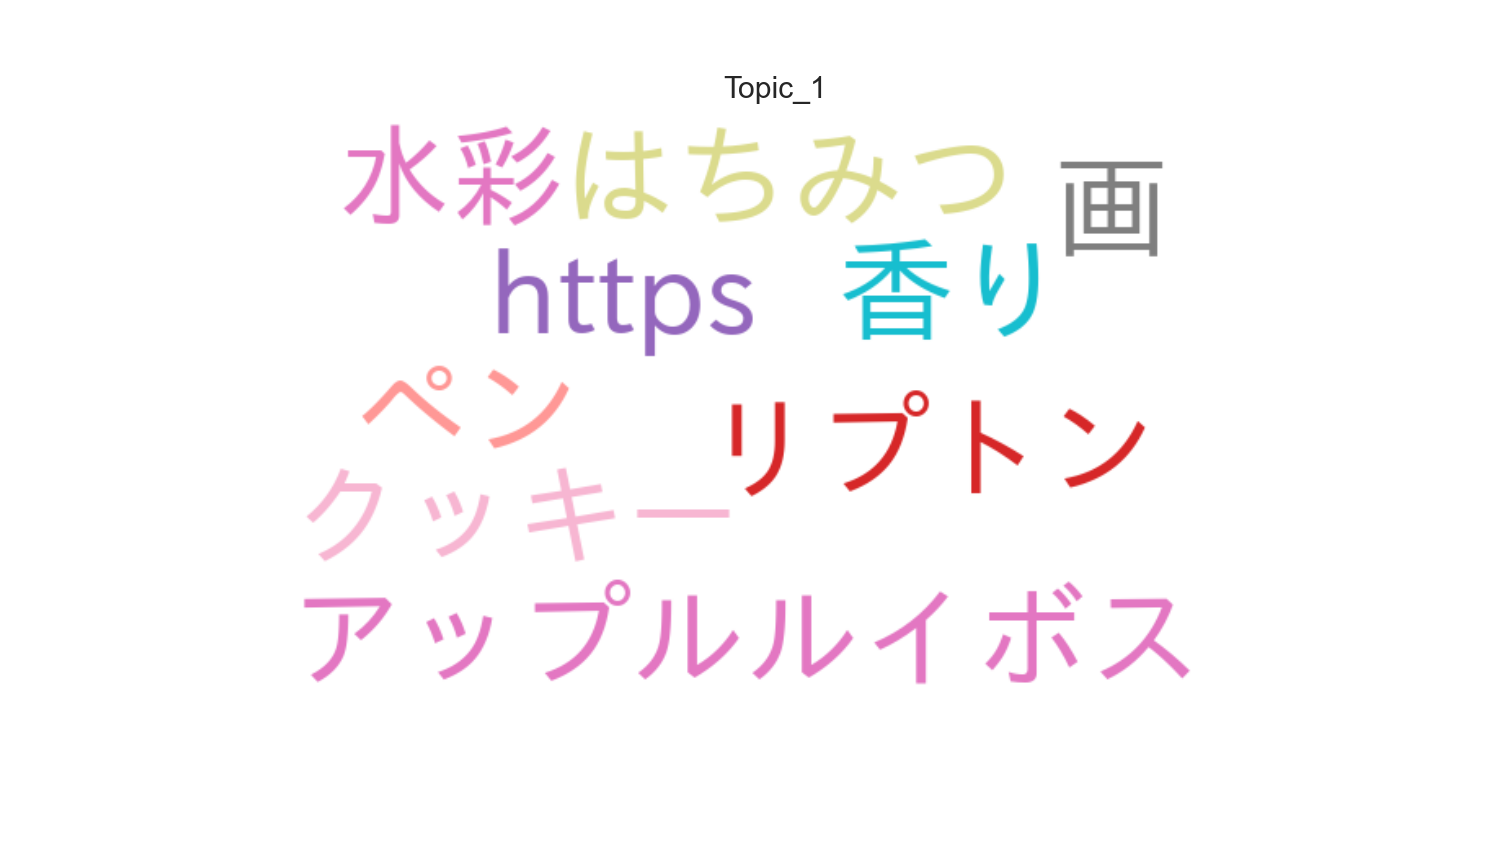 Topic_1
水彩はちみつ 画
https 香り
ペン リプトン
クッキー
アップルルイボス